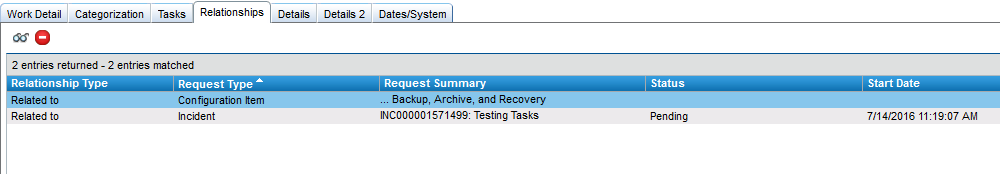 Work Detail Categorization Tasks Relationships Details Details 2 Dates/System
2 entries returned - 2 entries matched
Relationship Type Request Type Request Summary Status Start Date
Related to Configuration Item ... Backup, Archive, and Recovery
Related to Incident INC000001571499: Testing Tasks Pending 7/14/2016 11:19:07 AM